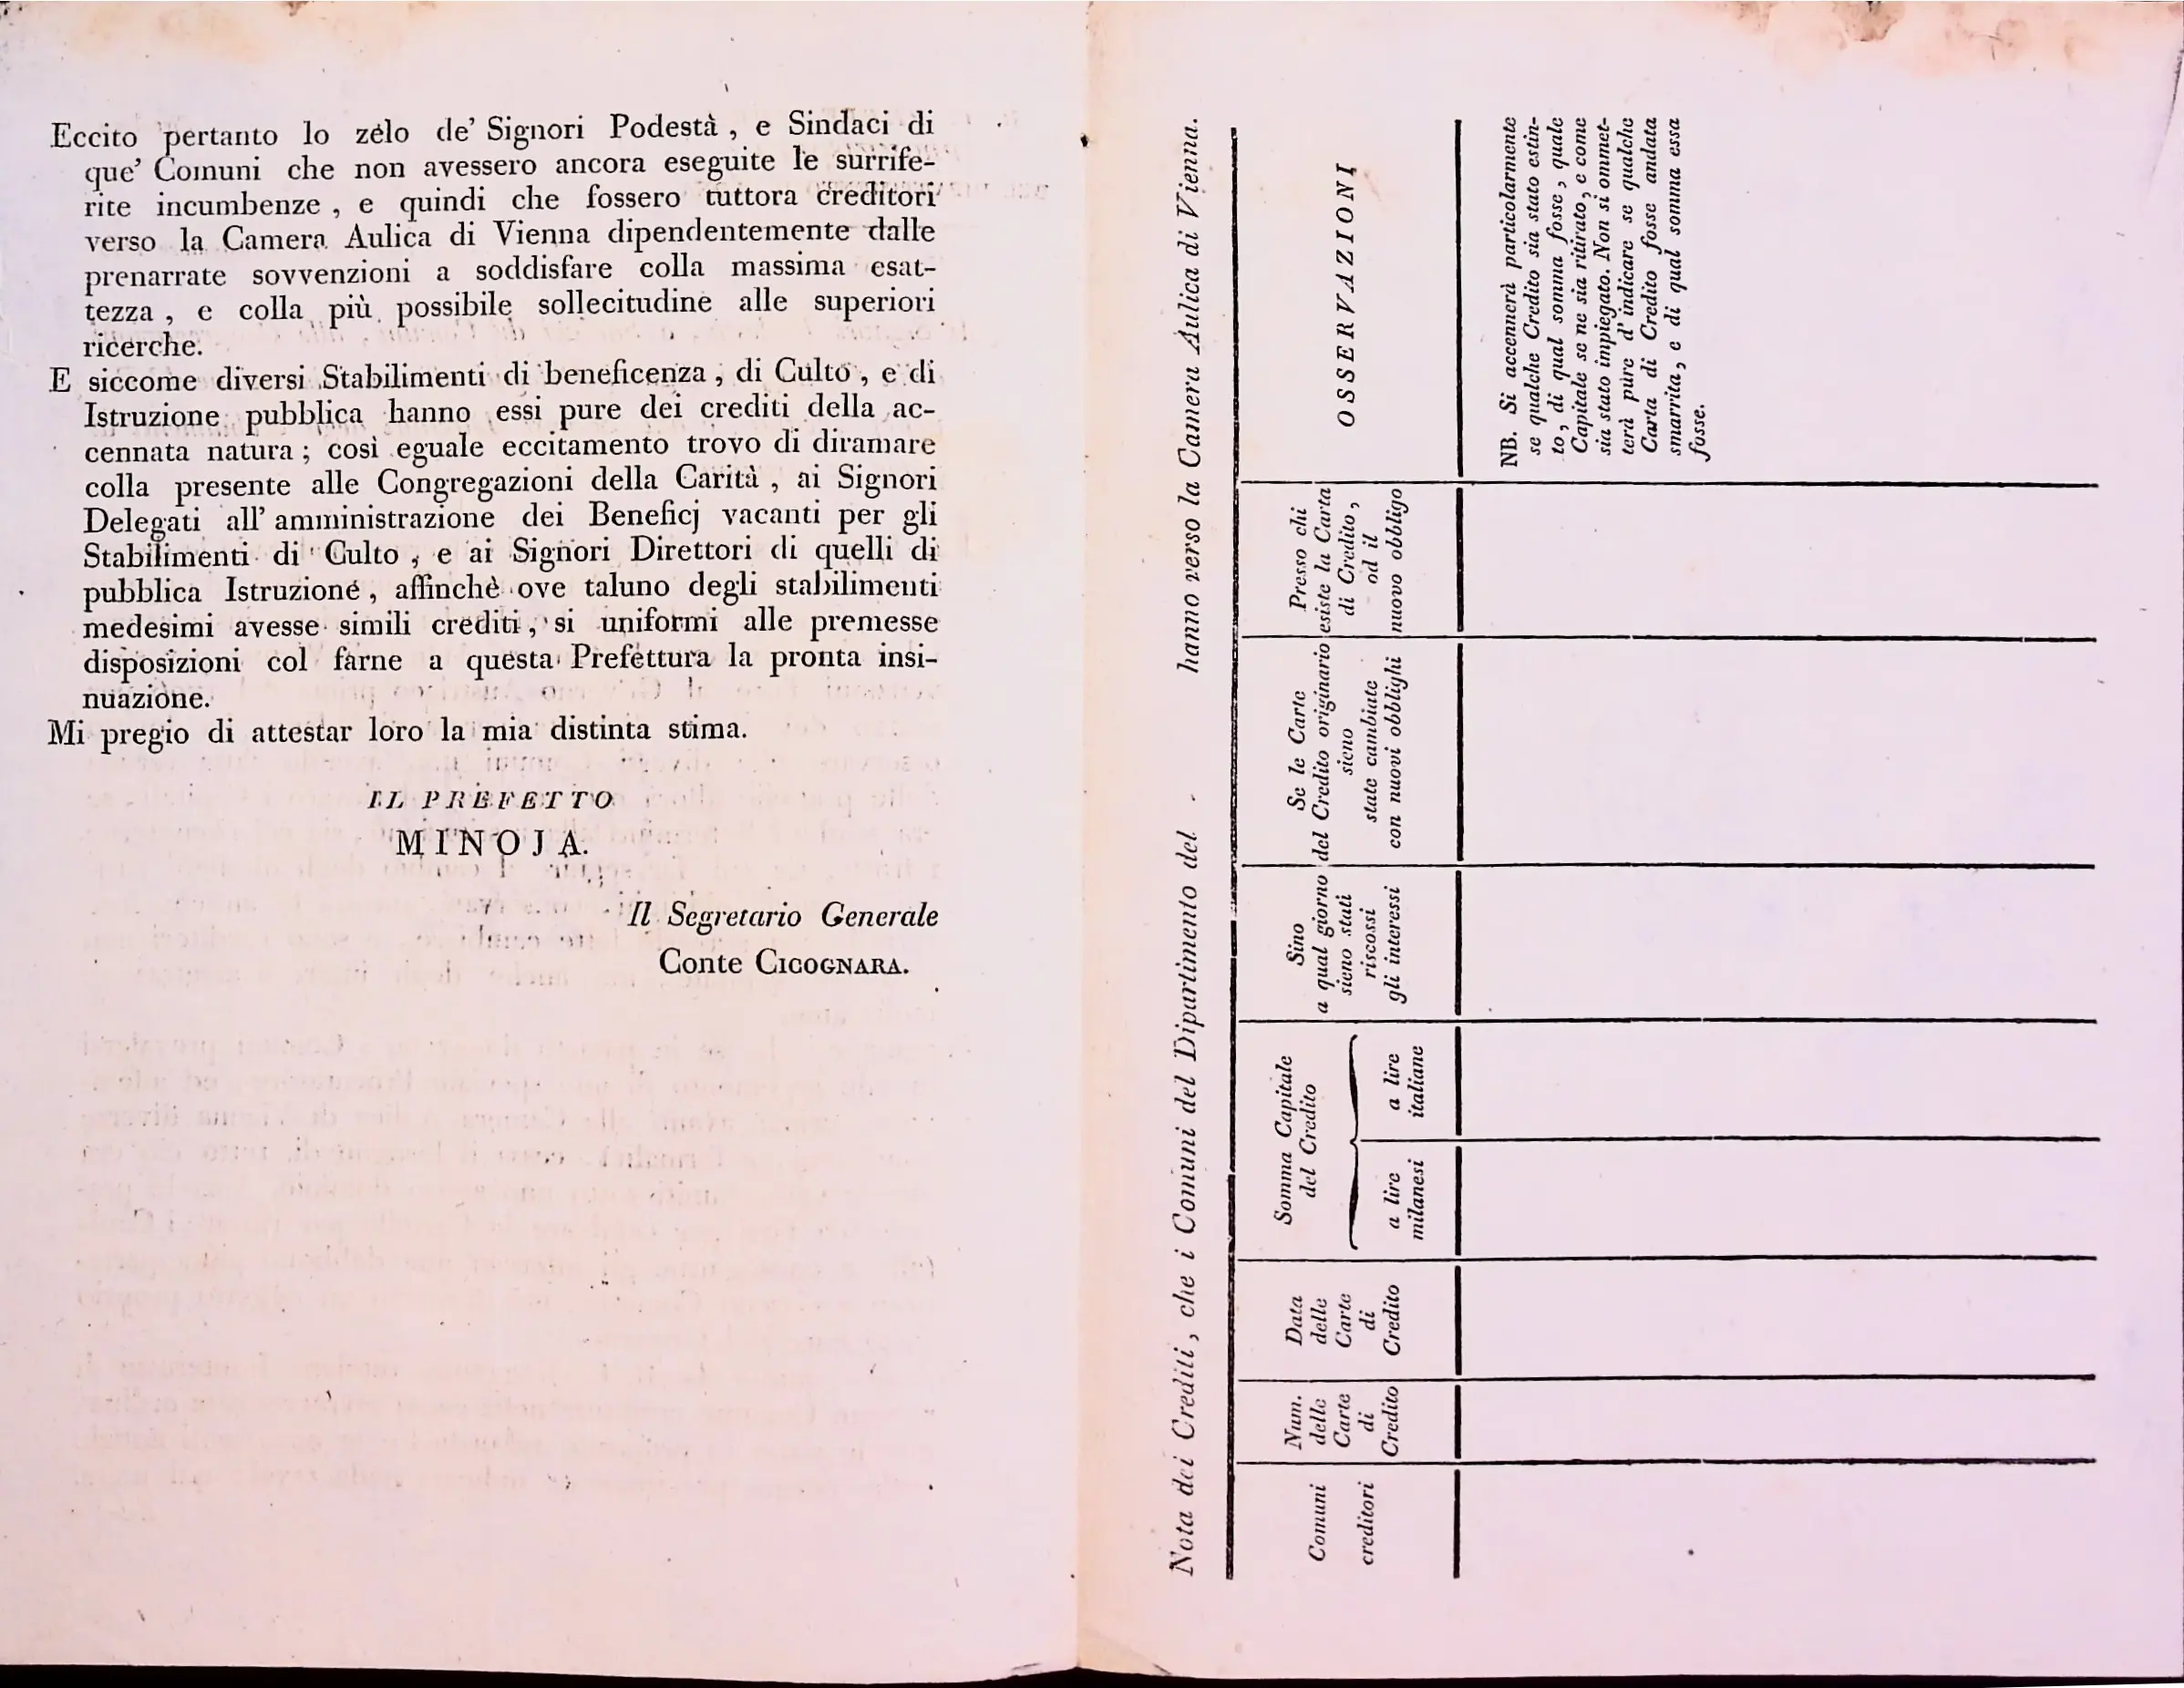 Eccito pertanto lo zelo de' Signori Podestà, e Sindaci di
que' Comuni che non avessero ancora eseguite le surrife-
rite incumbenze, e quindi che fossero tuttora creditori
verso la Camera Aulica di Vienna dipendentemente dalle
prenarrate sovvenzioni a soddisfare colla massima esat-
tezza, e colla più possibile sollecitudine alle superiori
ricerche.
E siccome diversi Stabilimenti di beneficenza, di Culto, e di
Istruzione pubblica hanno essi pure dei crediti della ac-
cennata natura; così eguale eccitamento trovo di diramare
colla presente alle Congregazioni della Carità, ai Signori
Delegati all'amministrazione dei Beneficj vacanti per gli
Stabilimenti di Culto, e ai Signori Direttori di quelli di
pubblica Istruzione, affinchè ove taluno degli stabilimenti
medesimi avesse simili crediti, si uniformi alle premesse
disposizioni col farne a questa Prefettura la pronta insi-
nuazione.
Mi pregio di attestar loro la mia distinta stima.
IL PREFETTO
MINOJA.
Il Segretario Generale
Conte CICOGNARA.
Nota dei Crediti, che i Comuni del Dipartimento del hanno verso la Camera Aulica di Vienna.
Comuni
creditori
Num.
delle
Carte
di
Credito
Data
delle
Carte
di
Credito
Somma Capitale
del Credito
a lire
milanesi
a lire
italiane
Sino
a qual giorno
sieno stati
riscossi
gli interessi
Se le Carte
del Credito originario
sieno
state cambiate
con nuovi obblighi
Presso chi
esiste la Carta
di Credito,
od il
nuovo obbligo
OSSERVAZIONI
NB. Si accennerà particolarmente
se qualche Credito sia stato estin-
to, di qual somma fosse, quale
Capitale se ne sia ritirato, e come
sia stato impiegato. Non si ommet-
terà pure d'indicare se qualche
Carta di Credito fosse andata
smarrita, e di qual somma essa
fosse.